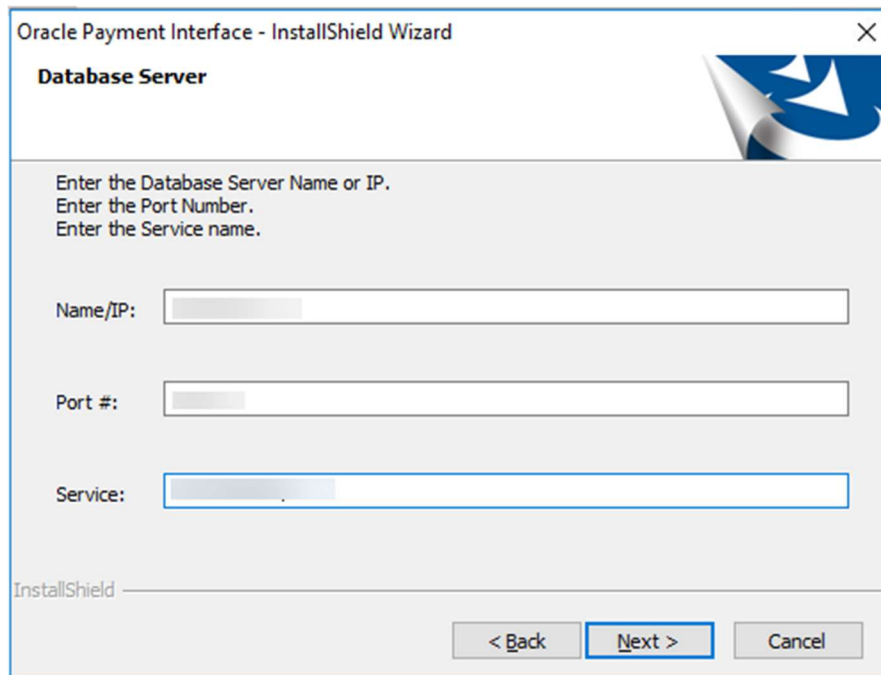 Oracle Payment Interface - InstallShield Wizard
Database Server
Enter the Database Server Name or IP.
Enter the Port Number.
Enter the Service name.
Name/IP:
Port #:
Service:
InstallShield
< Back Next > Cancel